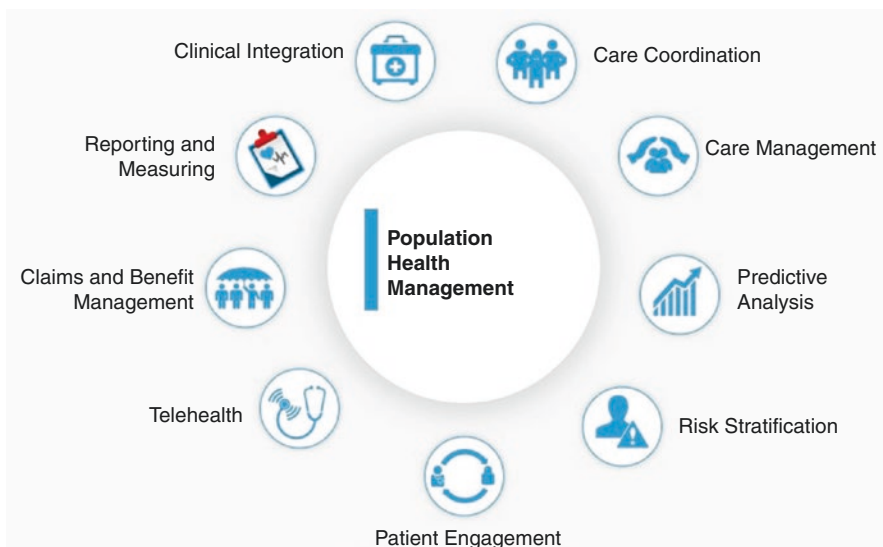 Clinical Integration
Care Coordination
Reporting and
Measuring
Care Management
Population
Health
Management
Claims and Benefit
Management
Predictive
Analysis
Telehealth
Risk Stratification
Patient Engagement